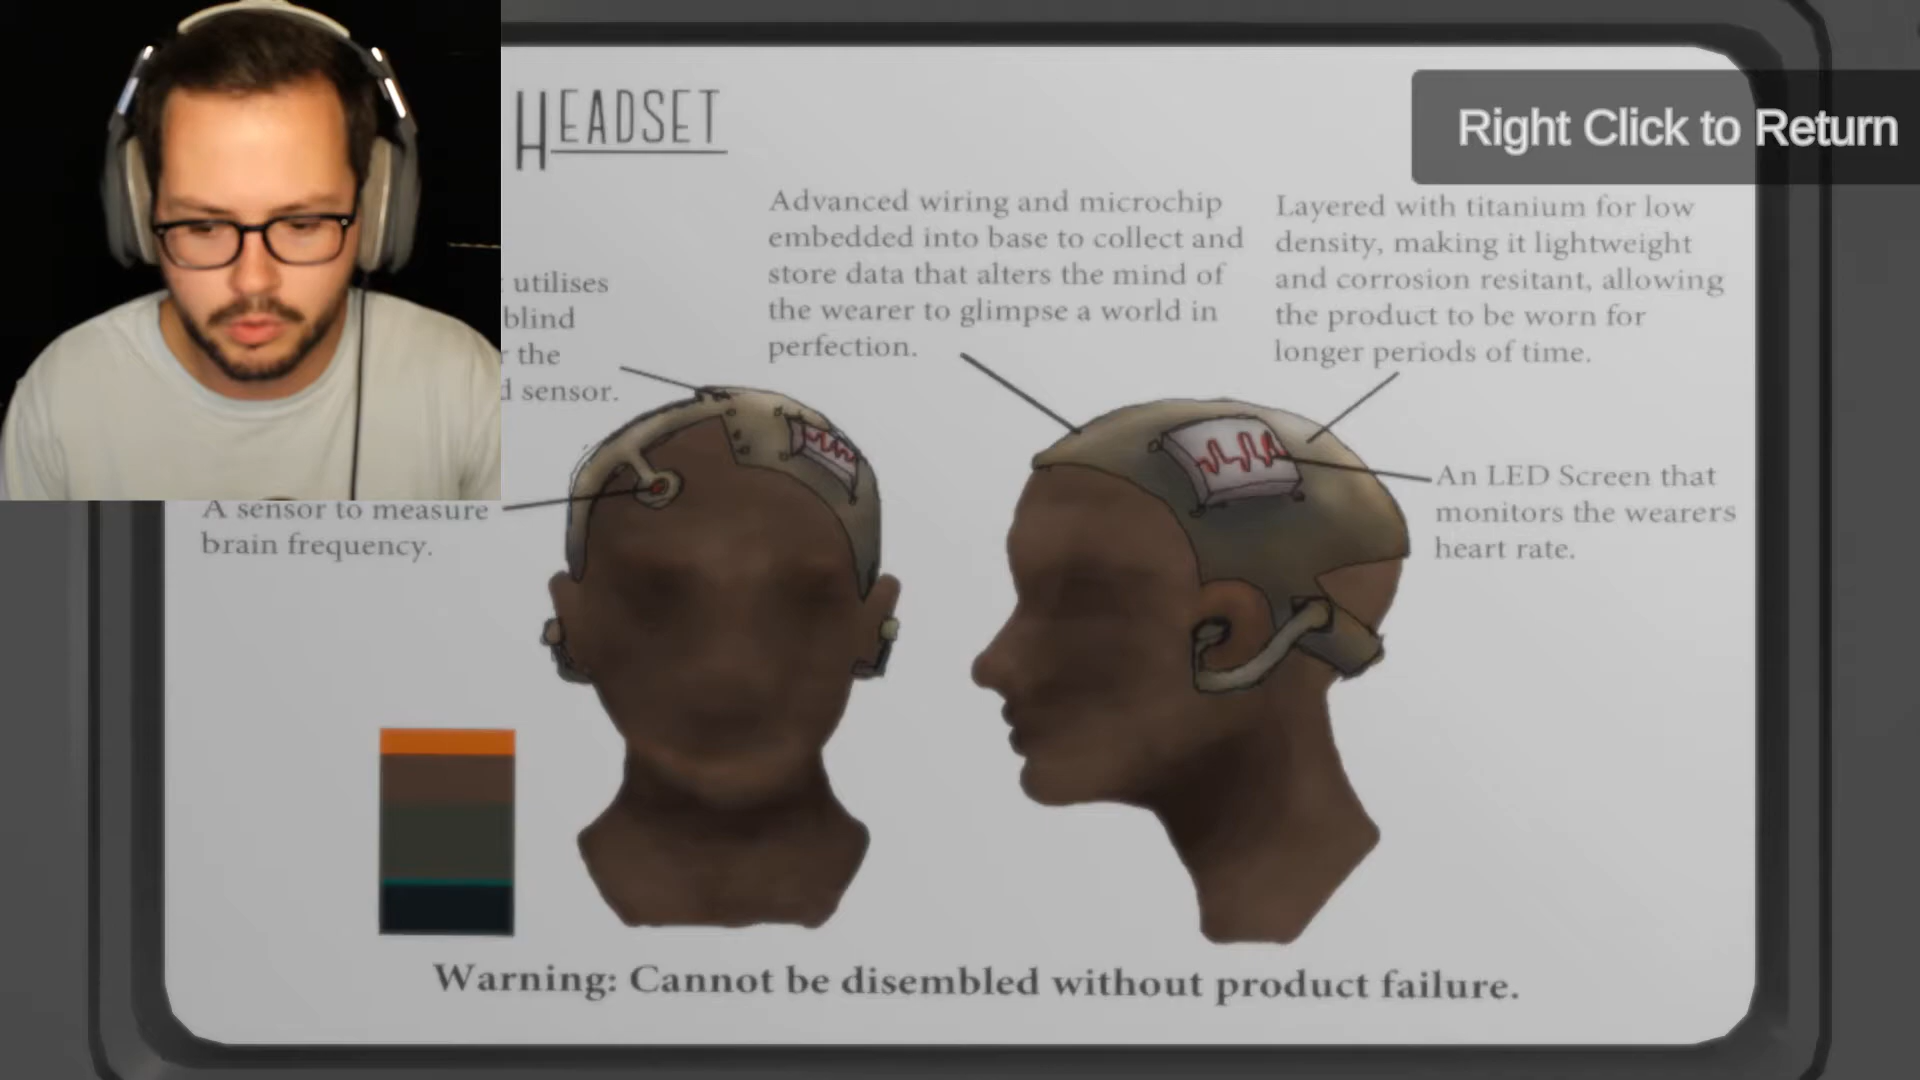 HEADSET
Right Click to Return
utilises
blind
the
sensor.
Advanced wiring and microchip
embedded into base to collect and
store data that alters the mind of
the wearer to glimpse a world in
perfection.
Layered with titanium for low
density, making it lightweight
and corrosion resitant, allowing
the product to be worn for
longer periods of time.
A sensor to measure
brain frequency.
An LED Screen that
monitors the wearers
heart rate.
Warning: Cannot be disembled without product failure.